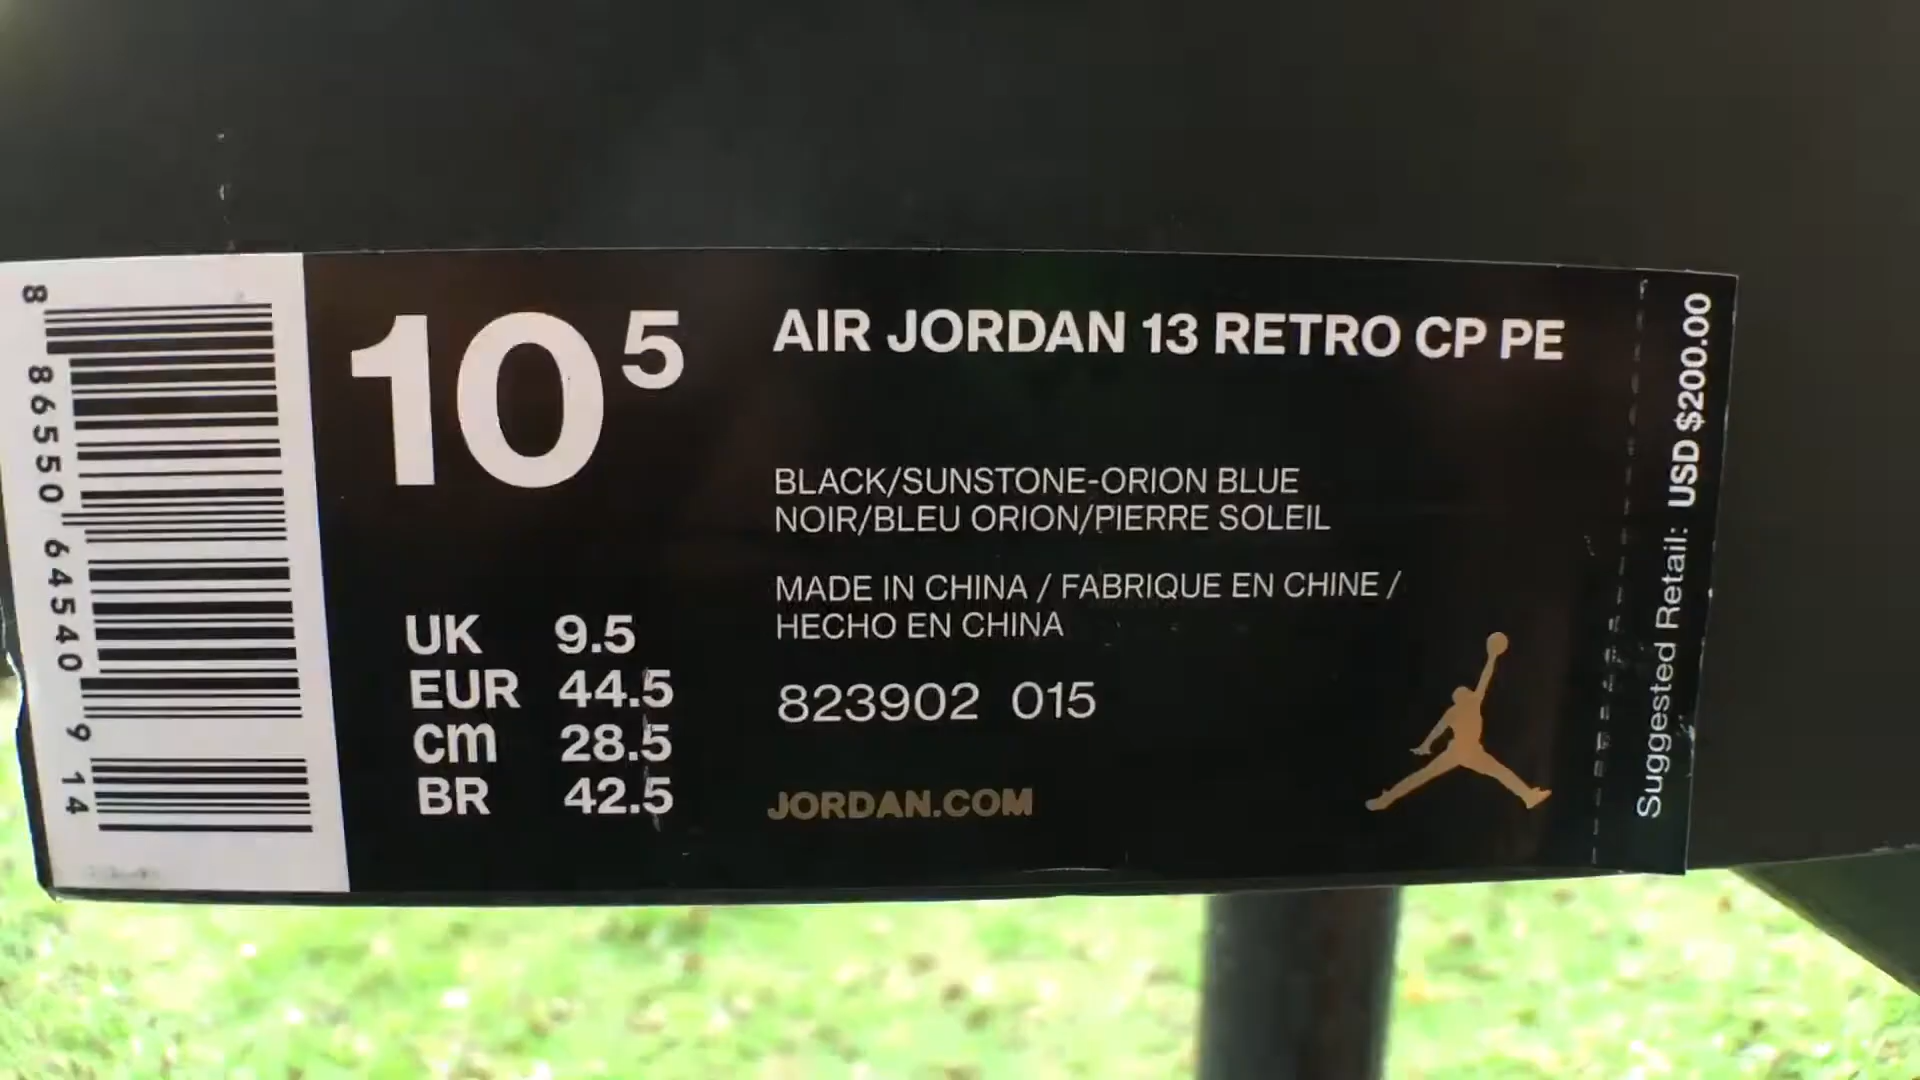 8 86550 64540 9 14
10 5
AIR JORDAN 13 RETRO CP PE
BLACK/SUNSTONE-ORION BLUE
NOIR/BLEU ORION/PIERRE SOLEIL
MADE IN CHINA / FABRIQUE EN CHINE /
HECHO EN CHINA
823902 015
JORDAN.COM
UK 9.5
EUR 44.5
cm 28.5
BR 42.5
Suggested Retail: USD $200.00